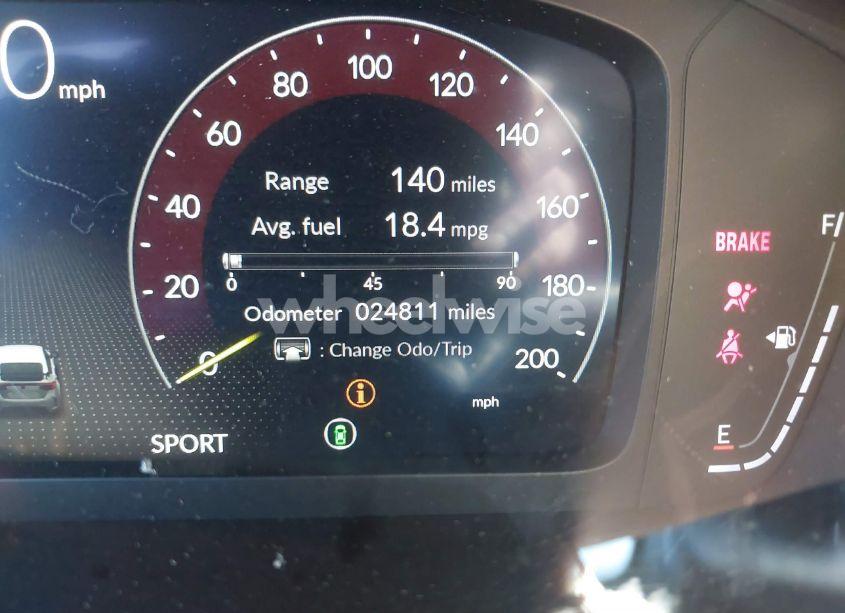 0 mph
0 20 40 60 80 100 120 140 160 180 200
Range 140 miles
Avg. fuel 18.4 mpg
0 45 90
Odometer 024811 miles
: Change Odo/Trip
i
mph
SPORT
BRAKE
F/
E
wheelwise